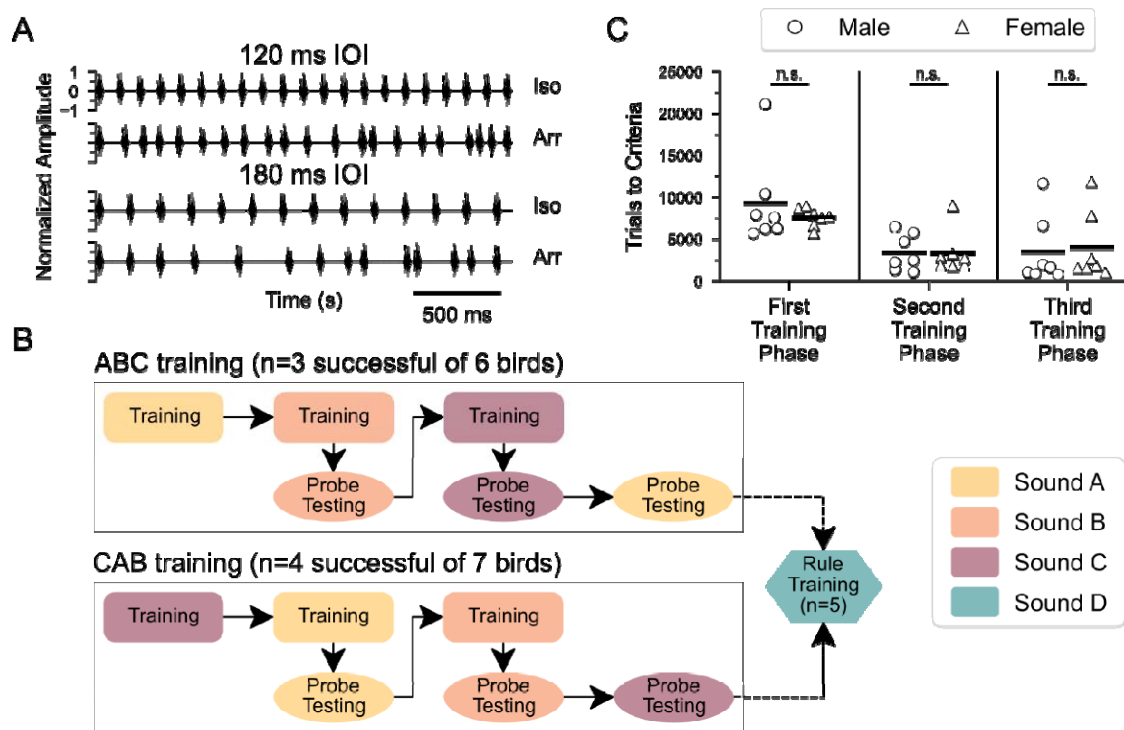 A
120 ms IOI
Normalized Amplitude
1
0
−1
Iso
Arr
180 ms IOI
Iso
Arr
Time (s)
500 ms
C
Male
Female
n.s.
n.s.
n.s.
Trials to Criteria
26000
20000
15000
10000
5000
0
First
Training
Phase
Second
Training
Phase
Third
Training
Phase
B
ABC training (n=3 successful of 6 birds)
Training
Training
Training
Probe
Testing
Probe
Testing
Probe
Testing
CAB training (n=4 successful of 7 birds)
Training
Training
Training
Probe
Testing
Probe
Testing
Probe
Testing
Rule
Training
(n=5)
Sound A
Sound B
Sound C
Sound D